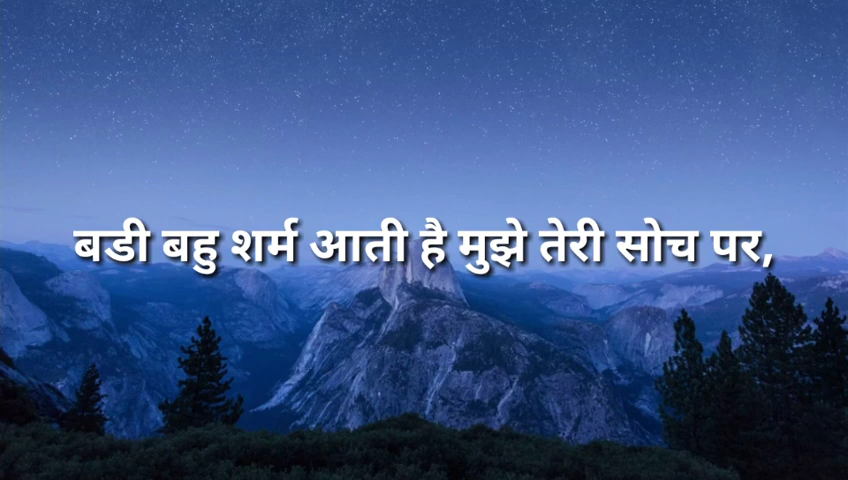 बडी बहु शर्म आती है मुझे तेरी सोच पर,